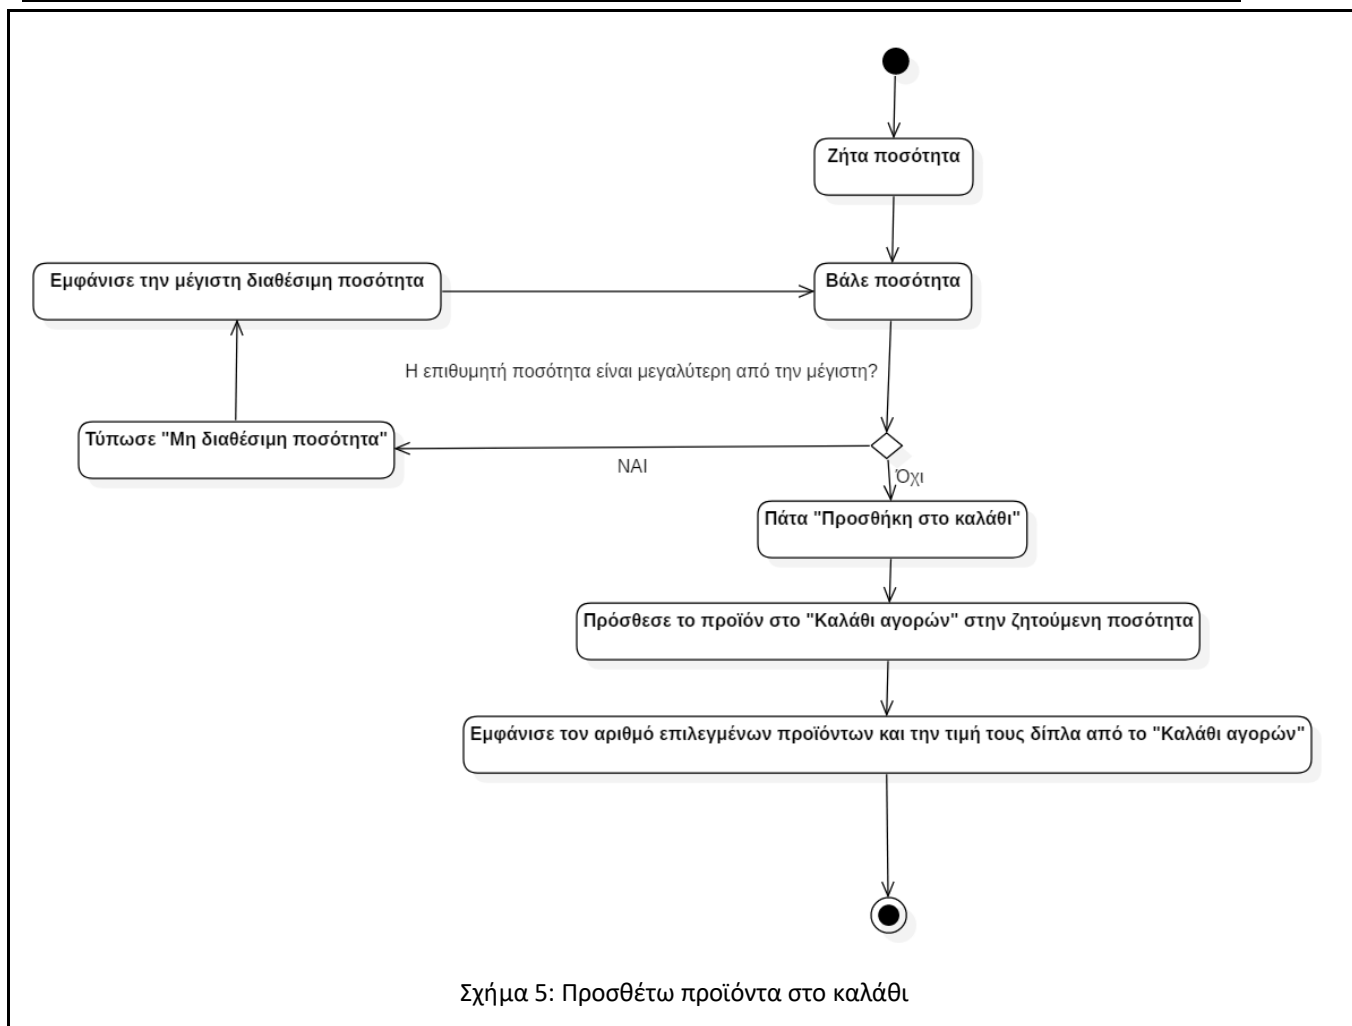 Ζήτα ποσότητα
Εμφάνισε την μέγιστη διαθέσιμη ποσότητα
Βάλε ποσότητα
Η επιθυμητή ποσότητα είναι μεγαλύτερη από την μέγιστη?
Τύπωσε "Μη διαθέσιμη ποσότητα"
ΝΑΙ
Όχι
Πάτα "Προσθήκη στο καλάθι"
Πρόσθεσε το προϊόν στο "Καλάθι αγορών" στην ζητούμενη ποσότητα
Εμφάνισε τον αριθμό επιλεγμένων προϊόντων και την τιμή τους δίπλα από το "Καλάθι αγορών"
Σχήμα 5: Προσθέτω προϊόντα στο καλάθι